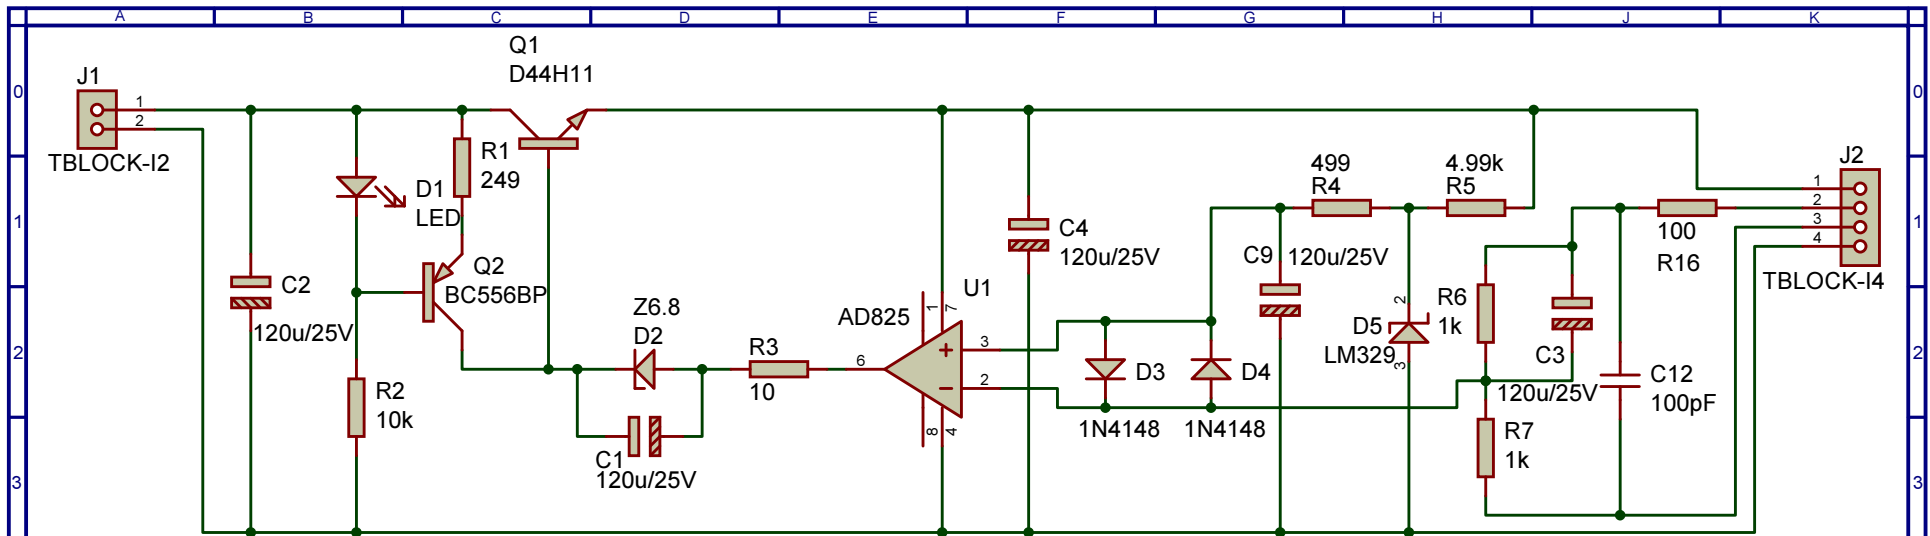 A B C D E F G H J K
0
1
2
3
0
1
2
3
J1
1
2
TBLOCK-I2
Q1
D44H11
R1
249
D1
LED
C2
120u/25V
Q2
BC556BP
R2
10k
Z6.8
D2
C1
120u/25V
R3
10
U1
AD825
1
7
6
3
2
8
4
C4
120u/25V
D3
1N4148
D4
1N4148
C9
120u/25V
499
R4
4.99k
R5
D5
LM329
2
3
R6
1k
C3
120u/25V
R7
1k
C12
100pF
100
R16
J2
1
2
3
4
TBLOCK-I4